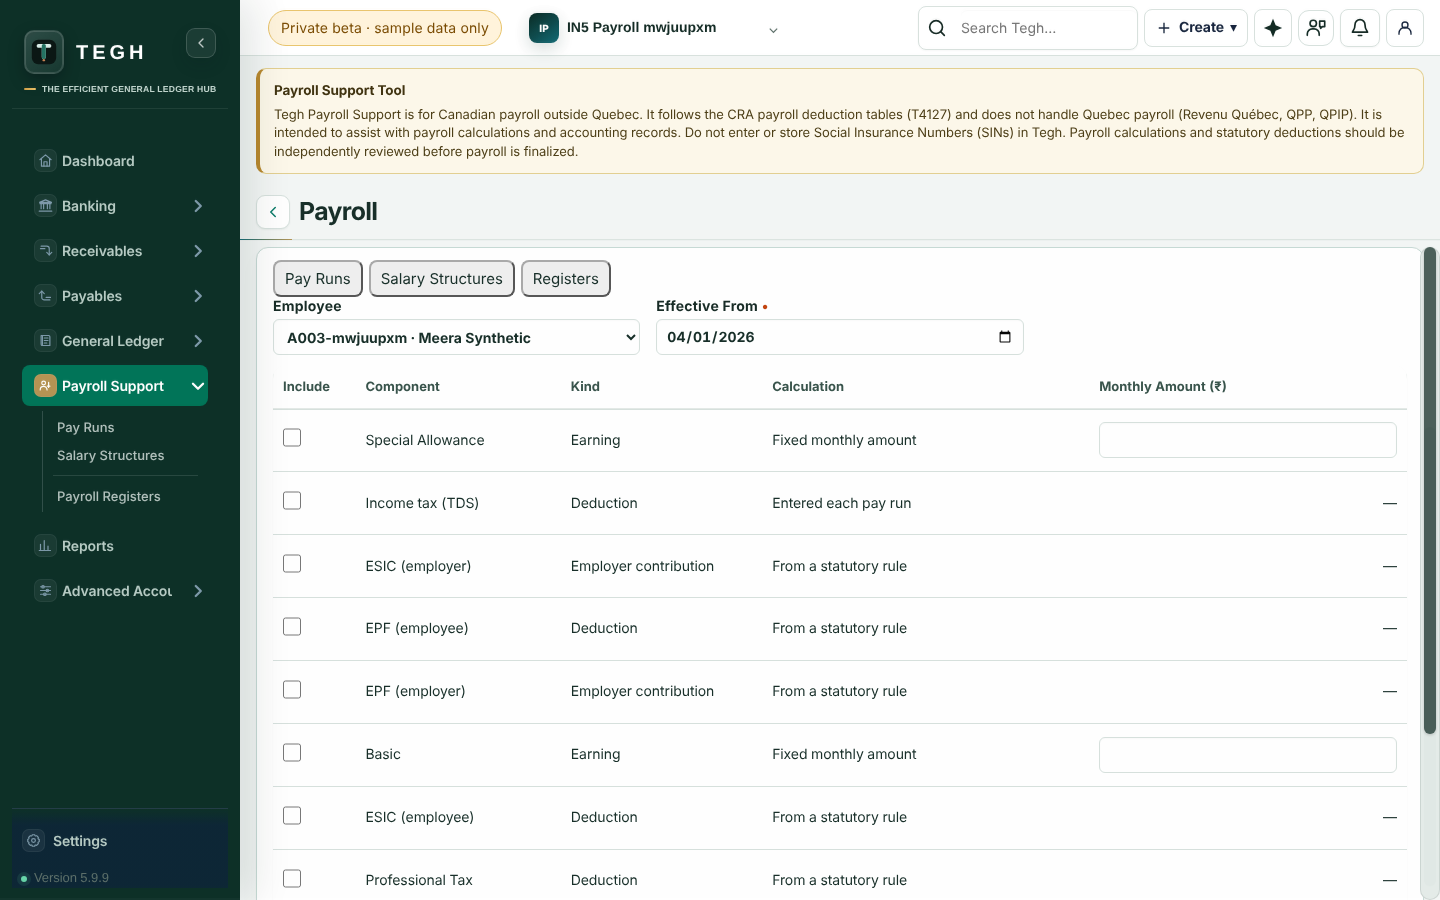 TEGH
THE EFFICIENT GENERAL LEDGER HUB
Dashboard
Banking
Receivables
Payables
General Ledger
Payroll Support
Pay Runs
Salary Structures
Payroll Registers
Reports
Advanced Accou
Settings
Version 5.9.9
Private beta · sample data only
IP
IN5 Payroll mwjuupxm
Search Tegh...
Create
Payroll Support Tool
Tegh Payroll Support is for Canadian payroll outside Quebec. It follows the CRA payroll deduction tables (T4127) and does not handle Quebec payroll (Revenu Québec, QPP, QPIP). It is
intended to assist with payroll calculations and accounting records. Do not enter or store Social Insurance Numbers (SINs) in Tegh. Payroll calculations and statutory deductions should be
independently reviewed before payroll is finalized.
Payroll
Pay Runs Salary Structures Registers
Employee Effective From •
A003-mwjuupxm · Meera Synthetic 04/01/2026
Include Component Kind Calculation Monthly Amount (₹)
Special Allowance Earning Fixed monthly amount
Income tax (TDS) Deduction Entered each pay run —
ESIC (employer) Employer contribution From a statutory rule —
EPF (employee) Deduction From a statutory rule —
EPF (employer) Employer contribution From a statutory rule —
Basic Earning Fixed monthly amount
ESIC (employee) Deduction From a statutory rule —
Professional Tax Deduction From a statutory rule —